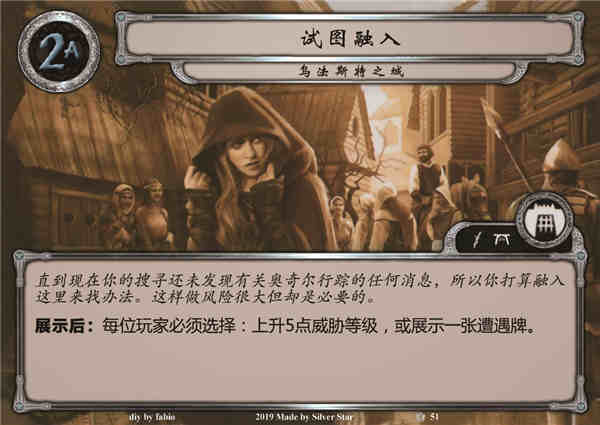 2A
试图融入
乌法斯特之城
直到现在你的搜寻还未发现有关奥奇尔行踪的任何消息，所以你打算融入
这里来找办法。这样做风险很大但却是必要的。
展示后：每位玩家必须选择：上升5点威胁等级，或展示一张遭遇牌。
diy by fabio
2019 Made by Silver Star
51